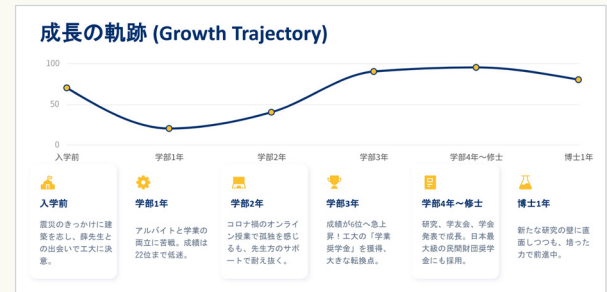 成長の軌跡 (Growth Trajectory)
100
50
0
入学前
学部1年
学部2年
学部3年
学部4年～修士
博士1年
入学前
震災のきっかけに建
築を志し、薛先生と
の出会いで工大に決
意。
学部1年
アルバイトと学業の
両立に苦戦。成績は
22位まで低迷。
学部2年
コロナ禍のオンライ
ン授業で孤独を感じ
るも、先生方のサポ
ートで耐え抜く。
学部3年
成績が6位へ急上
昇！工大の「学業
奨学金」を獲得、
大きな転換点。
学部4年～修士
研究、学友会、学会
発表で成長。日本最
大級の民間財団奨学
金にも採用。
博士1年
新たな研究の壁に直
面しつつも、培った
力で前進中。